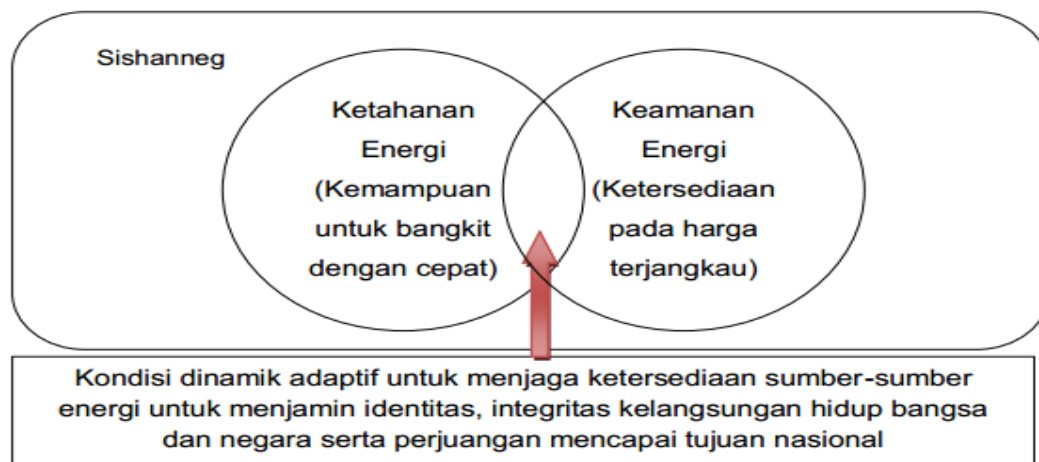 Sishanneg
Ketahanan
Energi
(Kemampuan
untuk bangkit
dengan cepat)
Keamanan
Energi
(Ketersediaan
pada harga
terjangkau)
Kondisi dinamik adaptif untuk menjaga ketersediaan sumber-sumber
energi untuk menjamin identitas, integritas kelangsungan hidup bangsa
dan negara serta perjuangan mencapai tujuan nasional